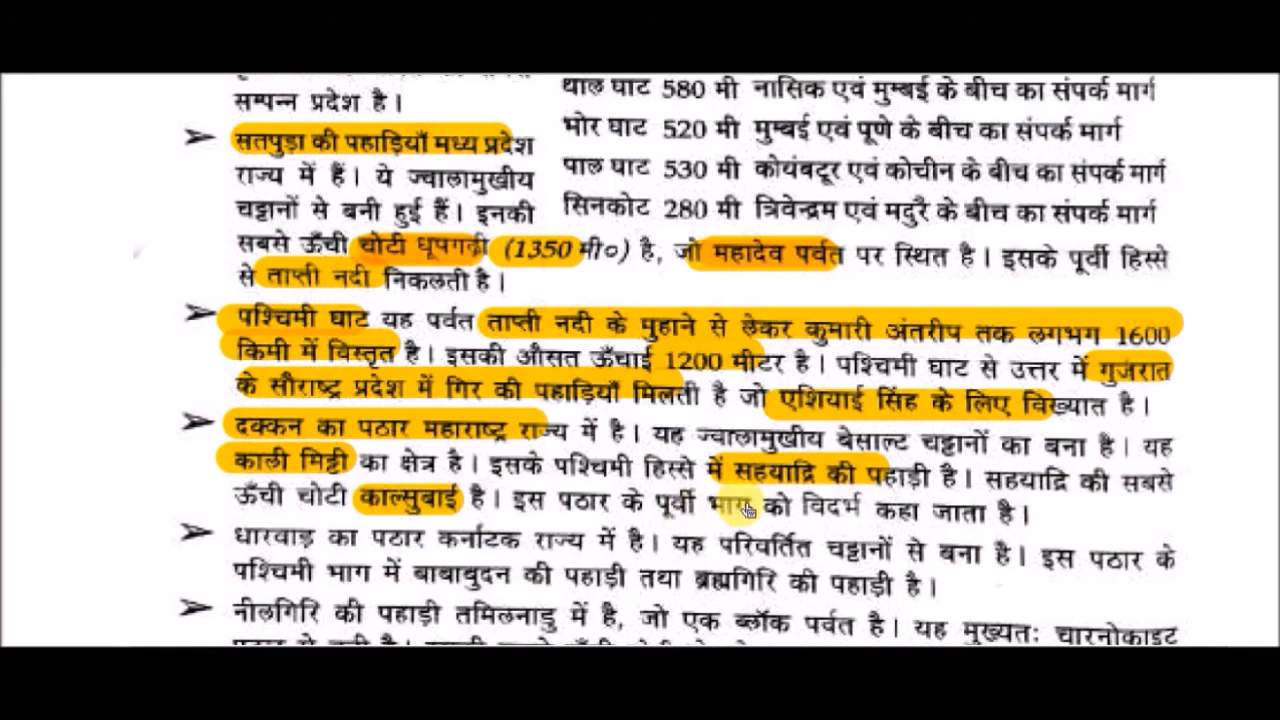 सम्पन्न प्रदेश है।
थाल घाट 580 मी नासिक एवं मुम्बई के बीच का संपर्क मार्ग
भोर घाट 520 मी मुम्बई एवं पूणे के बीच का संपर्क मार्ग
पाल घाट 530 मी कोयंबटूर एवं कोचीन के बीच का संपर्क मार्ग
सिनकोट 280 मी त्रिवेन्द्रम एवं मदुरै के बीच का संपर्क मार्ग
➢ सतपुड़ा की पहाड़ियाँ मध्य प्रदेश
राज्य में हैं। ये ज्वालामुखीय
चट्टानों से बनी हुई हैं। इनकी
सबसे ऊँची चोटी धूपगढ़ी (1350 मी०) है, जो महादेव पर्वत पर स्थित है। इसके पूर्वी हिस्से
से ताप्ती नदी निकलती है।
➢ पश्चिमी घाट यह पर्वत ताप्ती नदी के मुहाने से लेकर कुमारी अंतरीप तक लगभग 1600
किमी में विस्तृत है। इसकी औसत ऊँचाई 1200 मीटर है। पश्चिमी घाट से उत्तर में गुजरात
के सौराष्ट्र प्रदेश में गिर की पहाड़ियाँ मिलती है जो एशियाई सिंह के लिए विख्यात है।
➢ दक्कन का पठार महाराष्ट्र राज्य में है। यह ज्वालामुखीय बेसाल्ट चट्टानों का बना है। यह
काली मिट्टी का क्षेत्र है। इसके पश्चिमी हिस्से में सहयाद्रि की पहाड़ी है। सहयाद्रि की सबसे
ऊँची चोटी काल्सुबाई है। इस पठार के पूर्वी भाग को विदर्भ कहा जाता है।
➢ धारवाड़ का पठार कर्नाटक राज्य में है। यह परिवर्तित चट्टानों से बना है। इस पठार के
पश्चिमी भाग में बाबाबुदन की पहाड़ी तथा ब्रह्मगिरि की पहाड़ी है।
➢ नीलगिरि की पहाड़ी तमिलनाडु में है, जो एक ब्लॉक पर्वत है। यह मुख्यतः चारनोकाइट